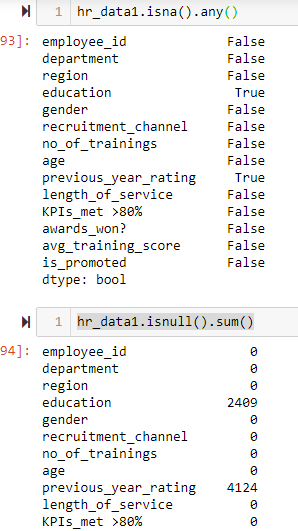 1 hr_data1.isna().any()
93]: employee_id False
department False
region False
education True
gender False
recruitment_channel False
no_of_trainings False
age False
previous_year_rating True
length_of_service False
KPIs_met >80% False
awards_won? False
avg_training_score False
is_promoted False
dtype: bool
1 hr_data1.isnull().sum()
94]: employee_id 0
department 0
region 0
education 2409
gender 0
recruitment_channel 0
no_of_trainings 0
age 0
previous_year_rating 4124
length_of_service 0
KPIs_met >80% 0